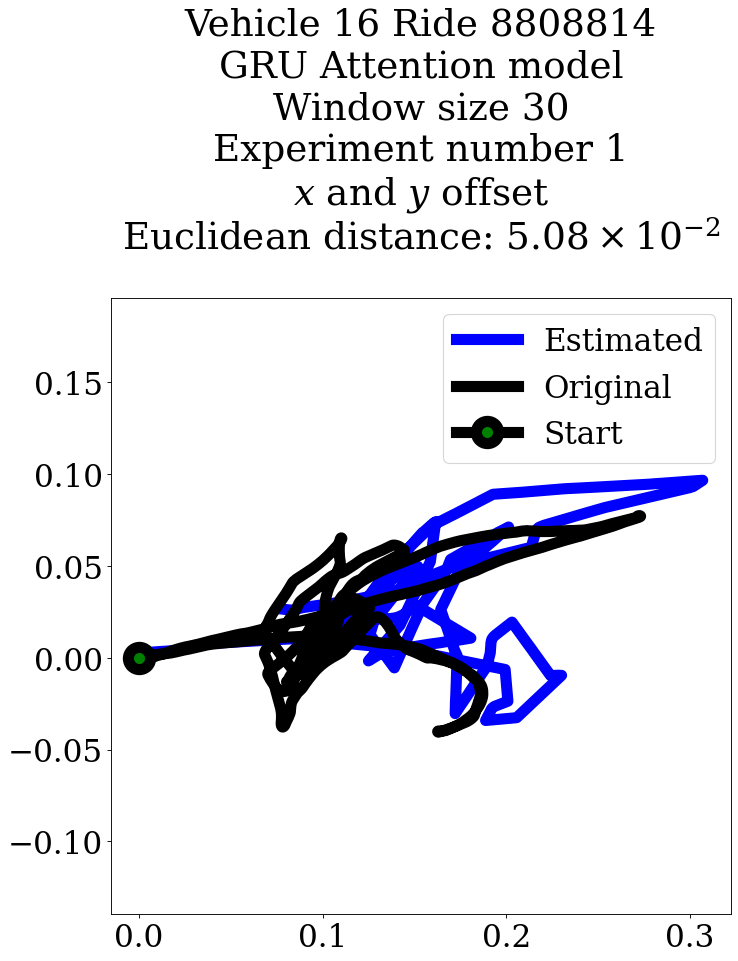 Vehicle 16 Ride 8808814
GRU Attention model
Window size 30
Experiment number 1
x and y offset
Euclidean distance: 5.08 × 10⁻²
Estimated
Original
Start
0.15
0.10
0.05
0.00
−0.05
−0.10
0.0 0.1 0.2 0.3